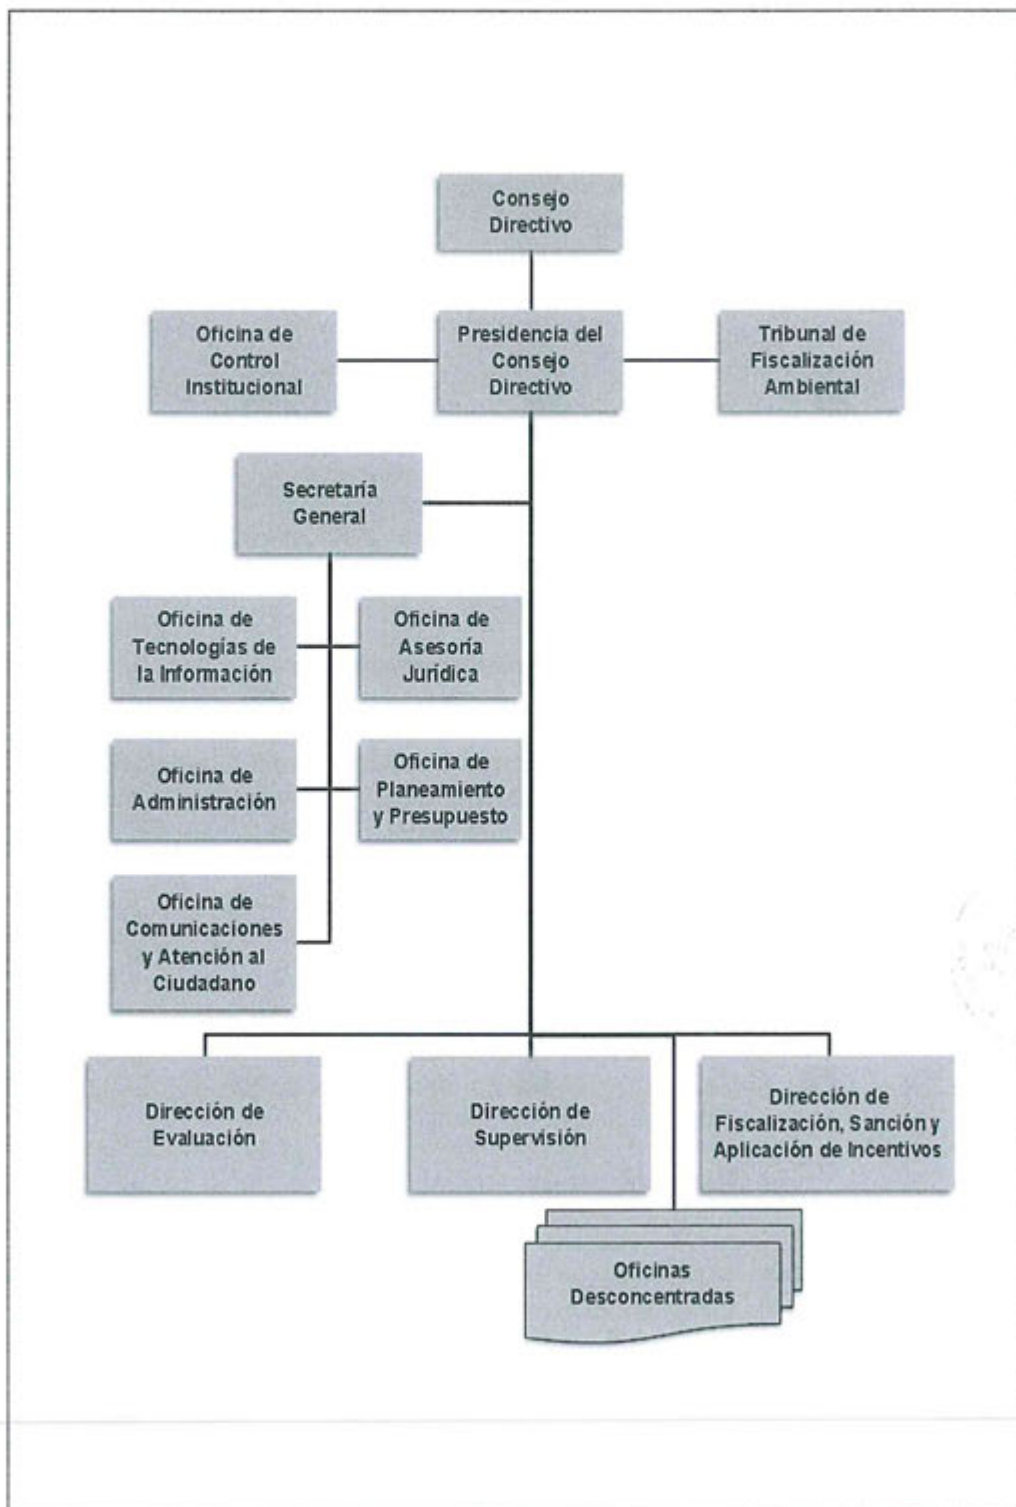 Consejo
Directivo
Oficina de
Control
Institucional
Presidencia del
Consejo
Directivo
Tribunal de
Fiscalización
Ambiental
Secretaría
General
Oficina de
Tecnologías de
la Información
Oficina de
Asesoría
Jurídica
Oficina de
Administración
Oficina de
Planeamiento
y Presupuesto
Oficina de
Comunicaciones
y Atención al
Ciudadano
Dirección de
Evaluación
Dirección de
Supervisión
Dirección de
Fiscalización, Sanción y
Aplicación de Incentivos
Oficinas
Desconcentradas